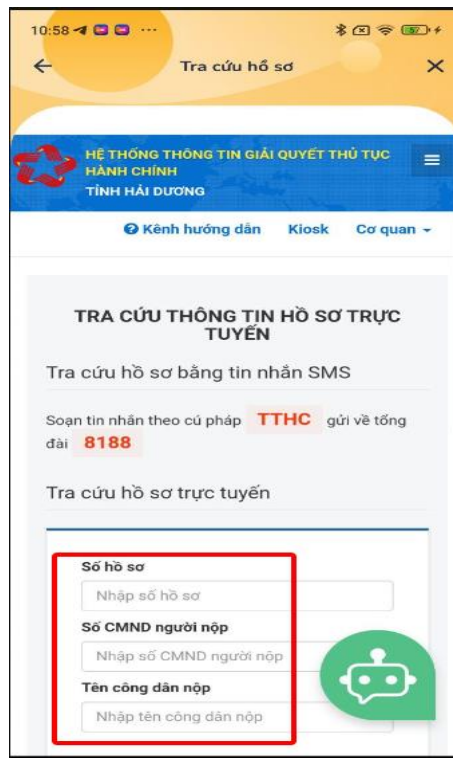 10:58
57
Tra cứu hồ sơ
HỆ THỐNG THÔNG TIN GIẢI QUYẾT THỦ TỤC
HÀNH CHÍNH
TỈNH HẢI DƯƠNG
Kênh hướng dẫn Kiosk Cơ quan
TRA CỨU THÔNG TIN HỒ SƠ TRỰC
TUYẾN
Tra cứu hồ sơ bằng tin nhắn SMS
Soạn tin nhắn theo cú pháp TTHC gửi về tổng
đài 8188
Tra cứu hồ sơ trực tuyến
Số hồ sơ
Nhập số hồ sơ
Số CMND người nộp
Nhập số CMND người nộp
Tên công dân nộp
Nhập tên công dân nộp